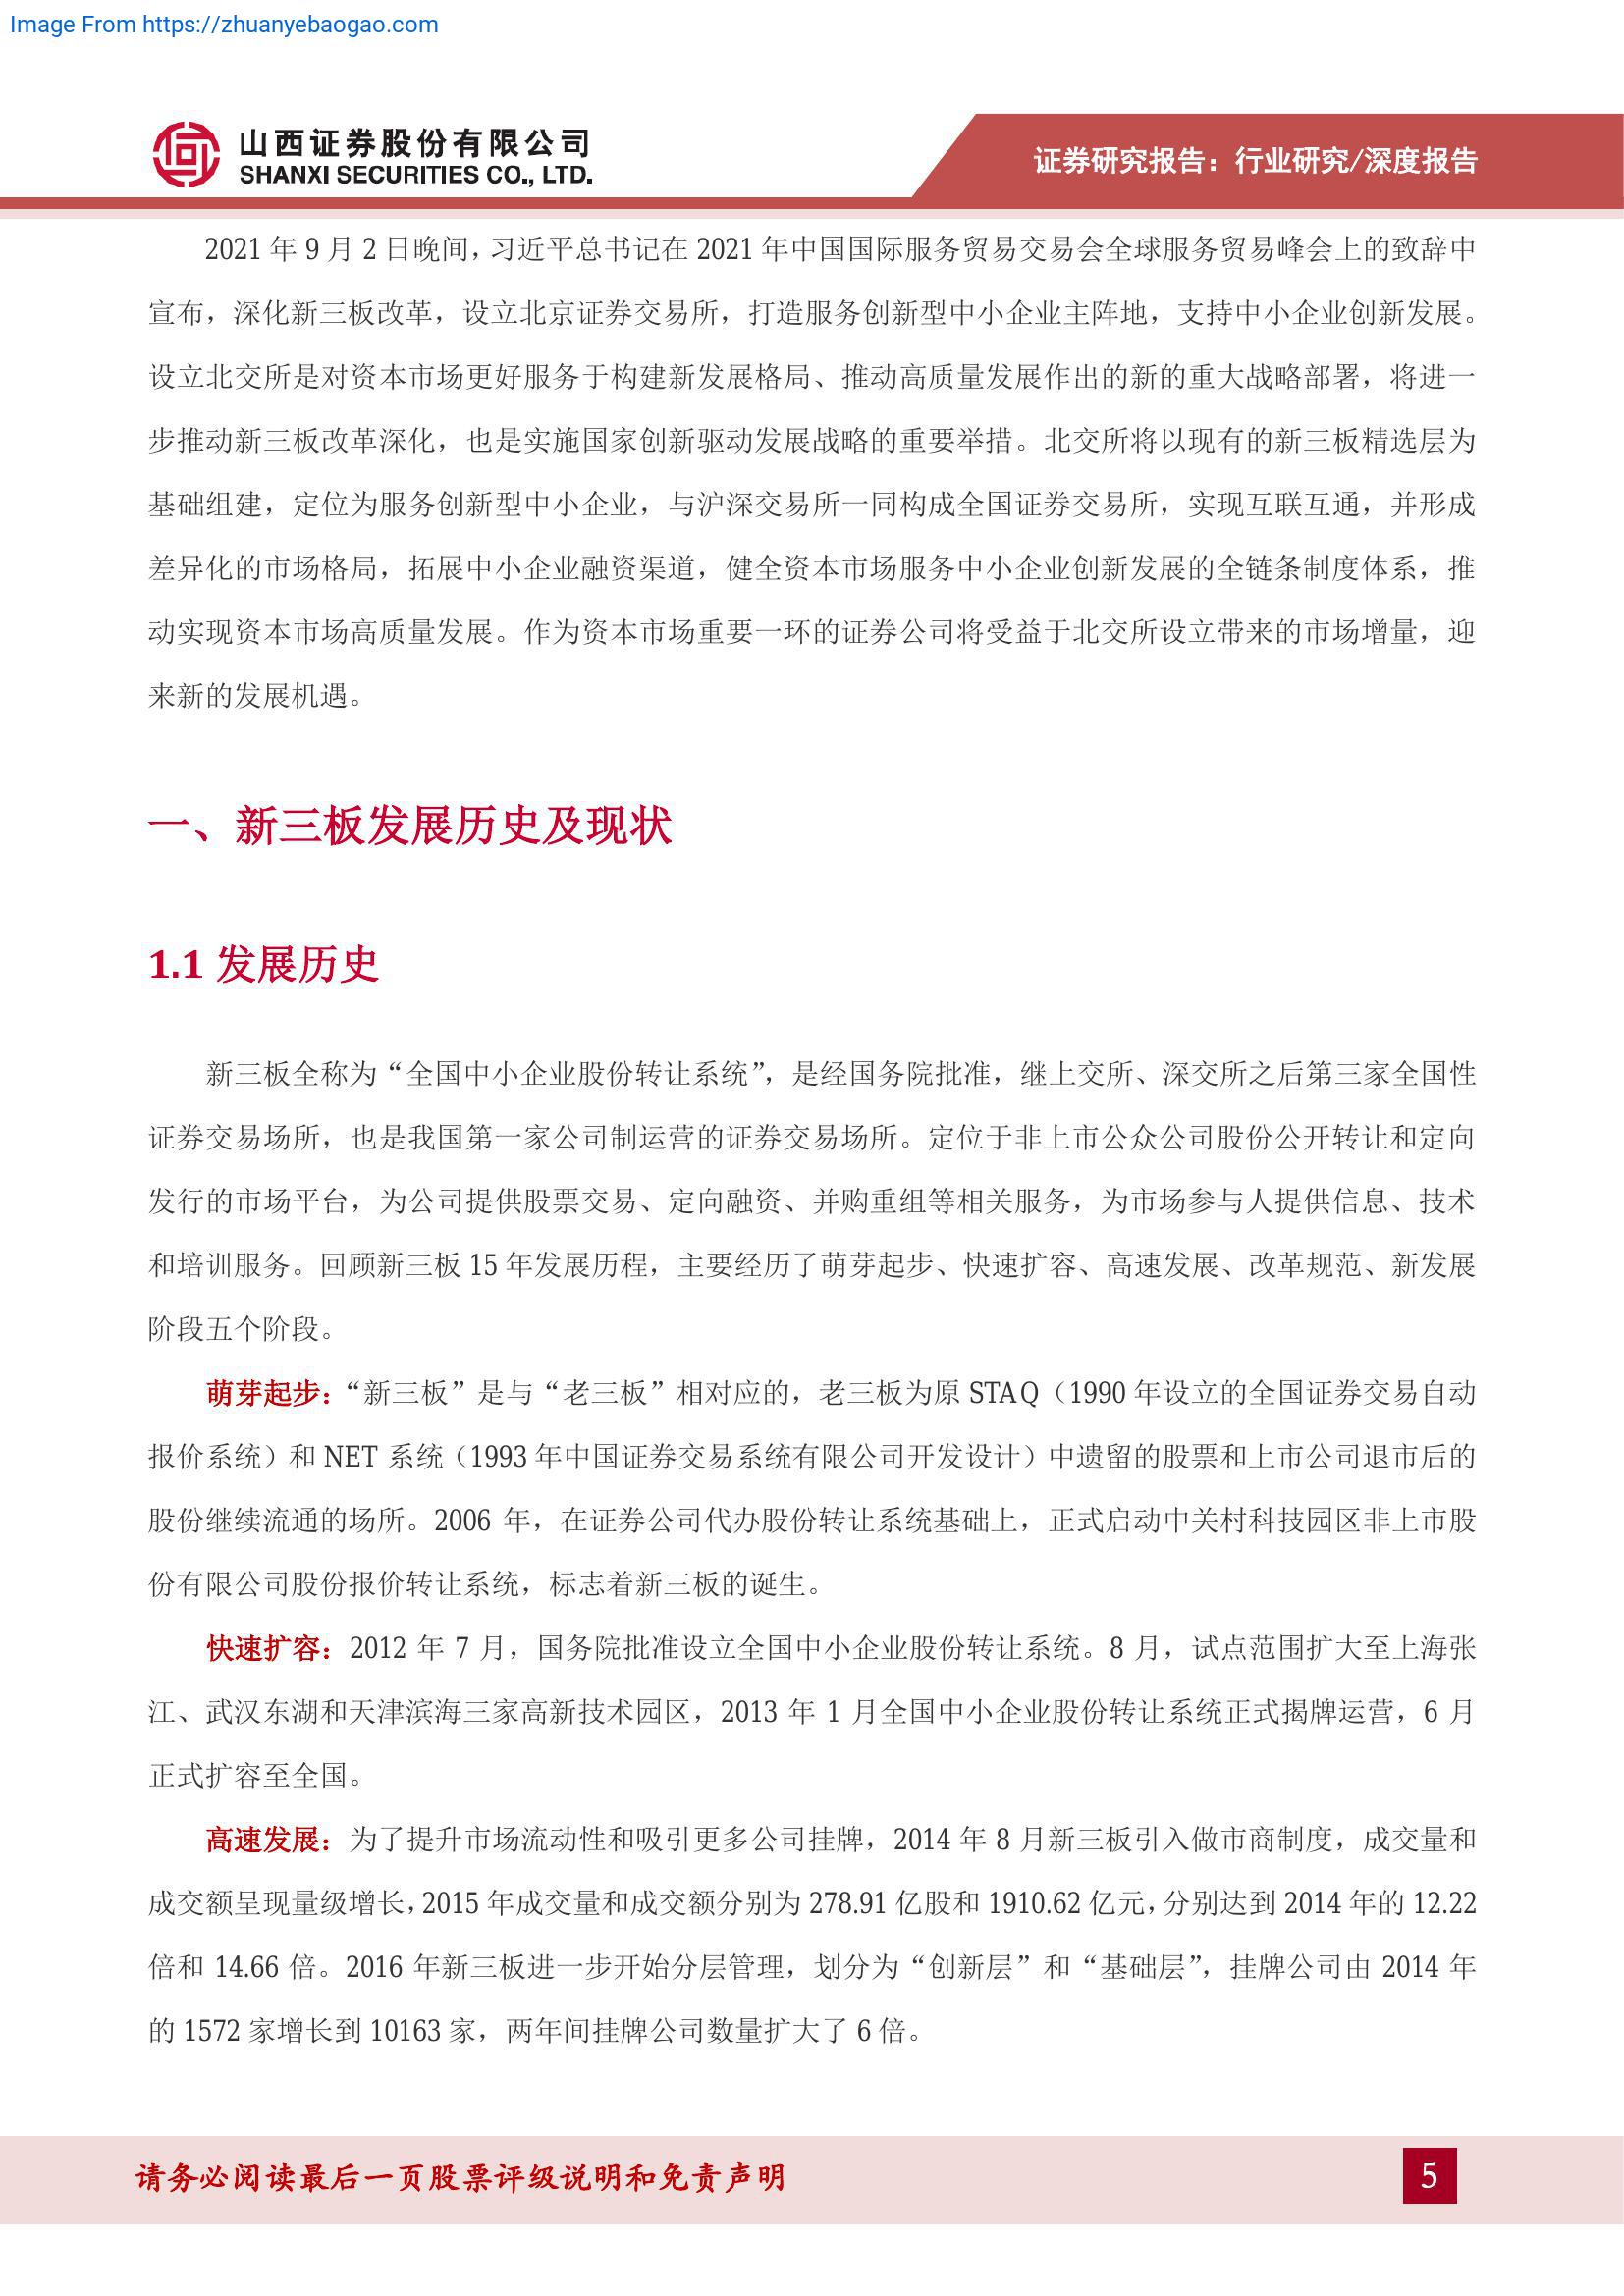 Image From https://zhuanyebaogao.com
山西证券股份有限公司
SHANXI SECURITIES CO., LTD.
证券研究报告：行业研究/深度报告
2021 年 9 月 2 日晚间，习近平总书记在 2021 年中国国际服务贸易交易会全球服务贸易峰会上的致辞中
宣布，深化新三板改革，设立北京证券交易所，打造服务创新型中小企业主阵地，支持中小企业创新发展。
设立北交所是对资本市场更好服务于构建新发展格局、推动高质量发展作出的新的重大战略部署，将进一
步推动新三板改革深化，也是实施国家创新驱动发展战略的重要举措。北交所将以现有的新三板精选层为
基础组建，定位为服务创新型中小企业，与沪深交易所一同构成全国证券交易所，实现互联互通，并形成
差异化的市场格局，拓展中小企业融资渠道，健全资本市场服务中小企业创新发展的全链条制度体系，推
动实现资本市场高质量发展。作为资本市场重要一环的证券公司将受益于北交所设立带来的市场增量，迎
来新的发展机遇。
一、新三板发展历史及现状
1.1 发展历史
新三板全称为“全国中小企业股份转让系统”，是经国务院批准，继上交所、深交所之后第三家全国性
证券交易场所，也是我国第一家公司制运营的证券交易场所。定位于非上市公众公司股份公开转让和定向
发行的市场平台，为公司提供股票交易、定向融资、并购重组等相关服务，为市场参与人提供信息、技术
和培训服务。回顾新三板 15 年发展历程，主要经历了萌芽起步、快速扩容、高速发展、改革规范、新发展
阶段五个阶段。
萌芽起步：“新三板”是与“老三板”相对应的，老三板为原 STAQ（1990 年设立的全国证券交易自动
报价系统）和 NET 系统（1993 年中国证券交易系统有限公司开发设计）中遗留的股票和上市公司退市后的
股份继续流通的场所。2006 年，在证券公司代办股份转让系统基础上，正式启动中关村科技园区非上市股
份有限公司股份报价转让系统，标志着新三板的诞生。
快速扩容：2012 年 7 月，国务院批准设立全国中小企业股份转让系统。8 月，试点范围扩大至上海张
江、武汉东湖和天津滨海三家高新技术园区，2013 年 1 月全国中小企业股份转让系统正式揭牌运营，6 月
正式扩容至全国。
高速发展：为了提升市场流动性和吸引更多公司挂牌，2014 年 8 月新三板引入做市商制度，成交量和
成交额呈现量级增长，2015 年成交量和成交额分别为 278.91 亿股和 1910.62 亿元，分别达到 2014 年的 12.22
倍和 14.66 倍。2016 年新三板进一步开始分层管理，划分为“创新层”和“基础层”，挂牌公司由 2014 年
的 1572 家增长到 10163 家，两年间挂牌公司数量扩大了 6 倍。
请务必阅读最后一页股票评级说明和免责声明
5